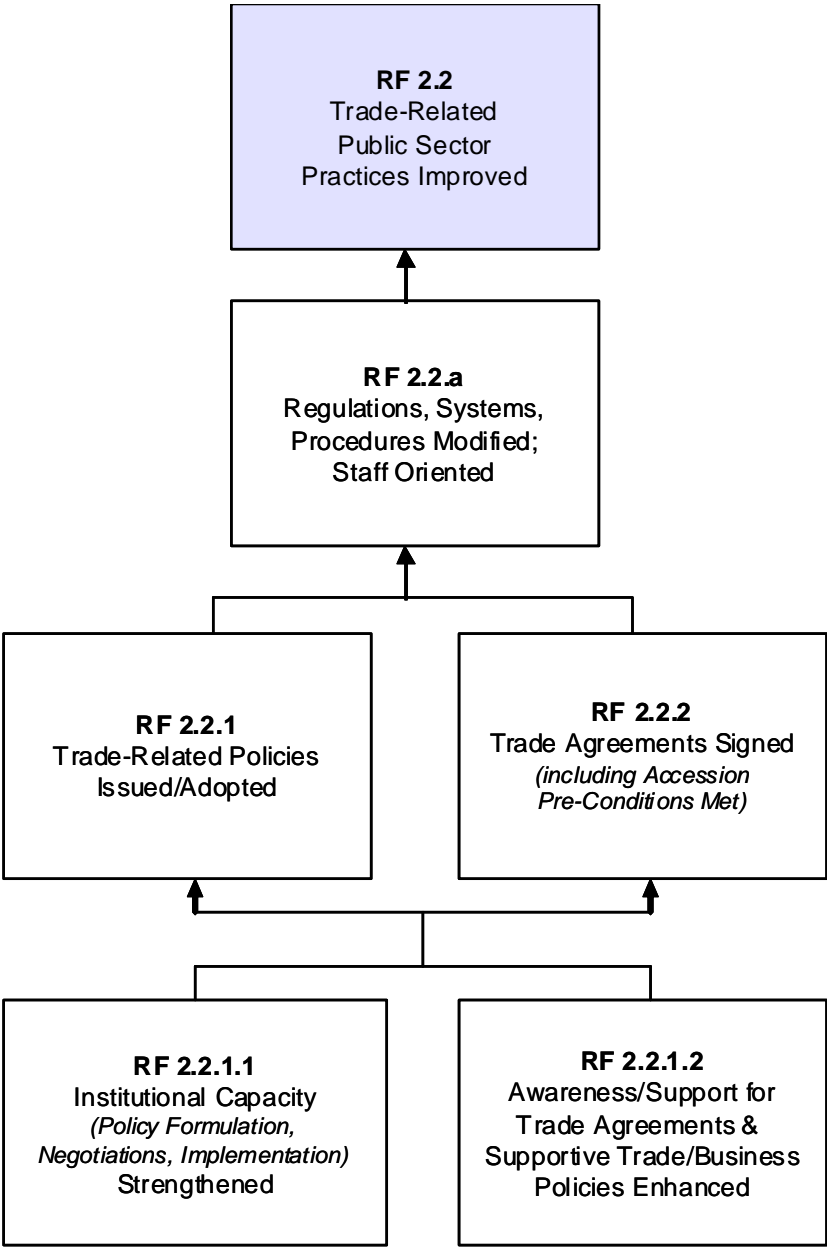 RF 2.2
Trade-Related
Public Sector
Practices Improved
RF 2.2.a
Regulations, Systems,
Procedures Modified;
Staff Oriented
RF 2.2.1
Trade-Related Policies
Issued/Adopted
RF 2.2.2
Trade Agreements Signed
(including Accession
Pre-Conditions Met)
RF 2.2.1.1
Institutional Capacity
(Policy Formulation,
Negotiations, Implementation)
Strengthened
RF 2.2.1.2
Awareness/Support for
Trade Agreements &
Supportive Trade/Business
Policies Enhanced